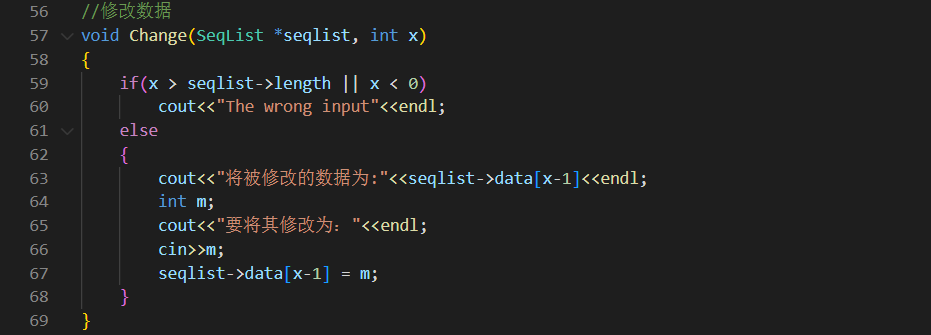 56 //修改数据
57 void Change(SeqList *seqlist, int x)
58 {
59 if(x > seqlist->length || x < 0)
60 cout<<"The wrong input"<<endl;
61 else
62 {
63 cout<<"将被修改的数据为:"<<seqlist->data[x-1]<<endl;
64 int m;
65 cout<<"要将其修改为："<<endl;
66 cin>>m;
67 seqlist->data[x-1] = m;
68 }
69 }